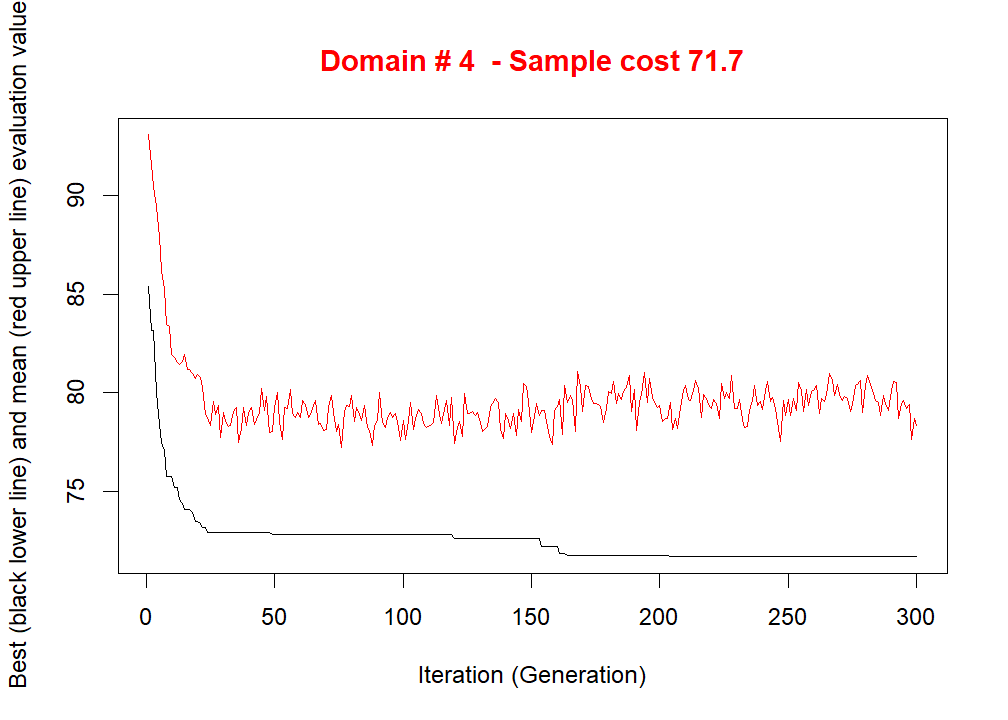 Domain # 4  - Sample cost 71.7
Best (black lower line) and mean (red upper line) evaluation value
90
85
80
75
0 50 100 150 200 250 300
Iteration (Generation)